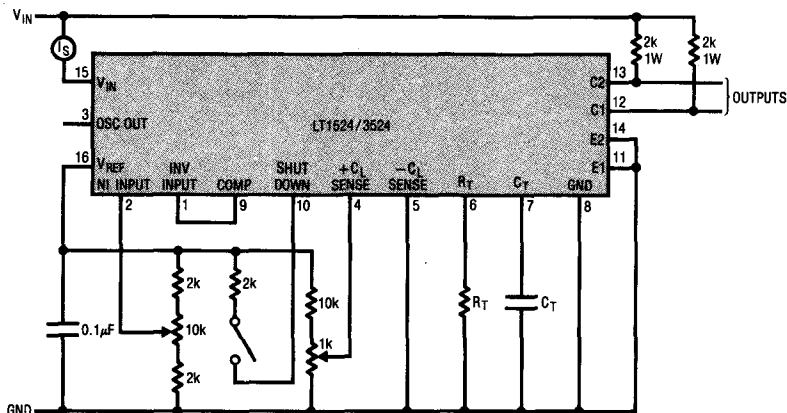 VIN
IS
2k
1W
2k
1W
15
VIN
13
C2
12
C1
OUTPUTS
3
OSC OUT
LT1524/3524
14
E2
11
E1
16
VREF
NI INPUT
INV
INPUT
COMP
SHUT
DOWN
+CL
SENSE
−CL
SENSE
RT
CT
GND
2
1
9
10
4
5
6
7
8
2k
2k
10k
0.1µF
10k
1k
2k
RT
CT
GND